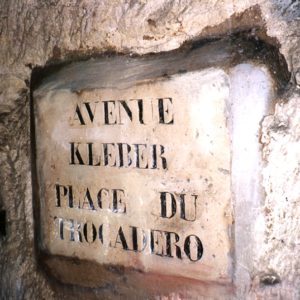 AVENUE
KLEBER
PLACE DU
TROCADERO